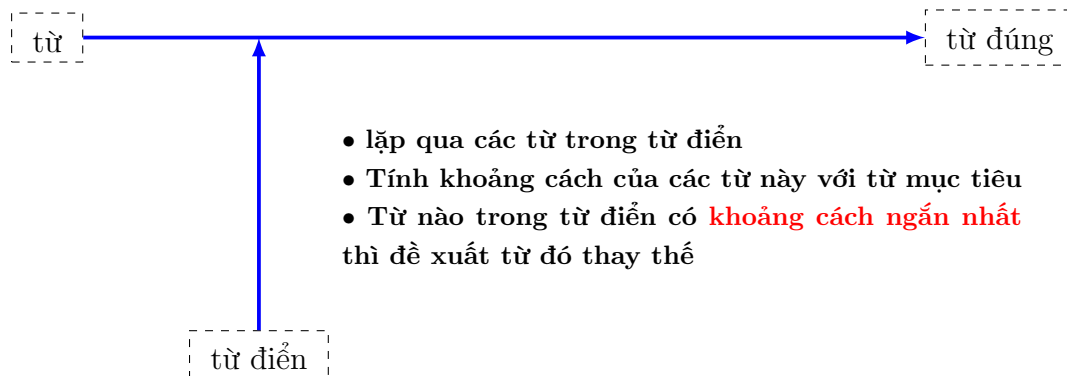 từ
từ đúng
• lặp qua các từ trong từ điển
• Tính khoảng cách của các từ này với từ mục tiêu
• Từ nào trong từ điển có khoảng cách ngắn nhất
thì đề xuất từ đó thay thế
từ điển